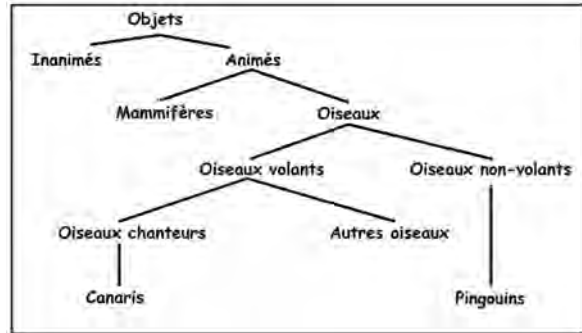 Objets
Inanimés
Animés
Mammifères
Oiseaux
Oiseaux volants
Oiseaux non-volants
Oiseaux chanteurs
Autres oiseaux
Canaris
Pingouins